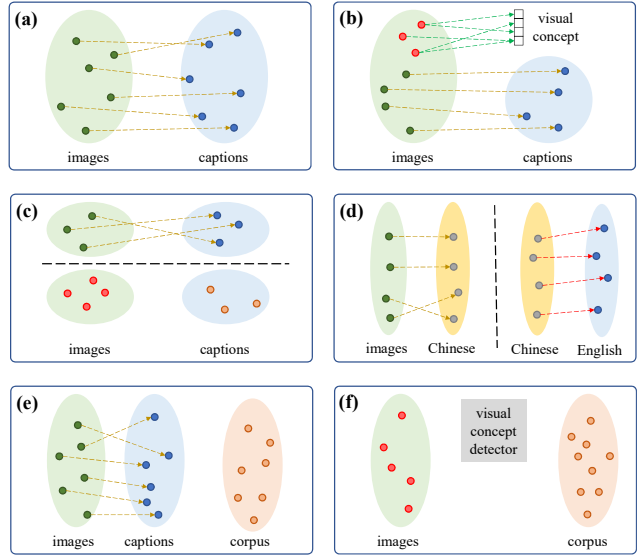 (a)
images captions
(b)
visual
concept
images captions
(c)
images captions
(d)
images Chinese Chinese English
(e)
images captions corpus
(f)
visual
concept
detector
images corpus